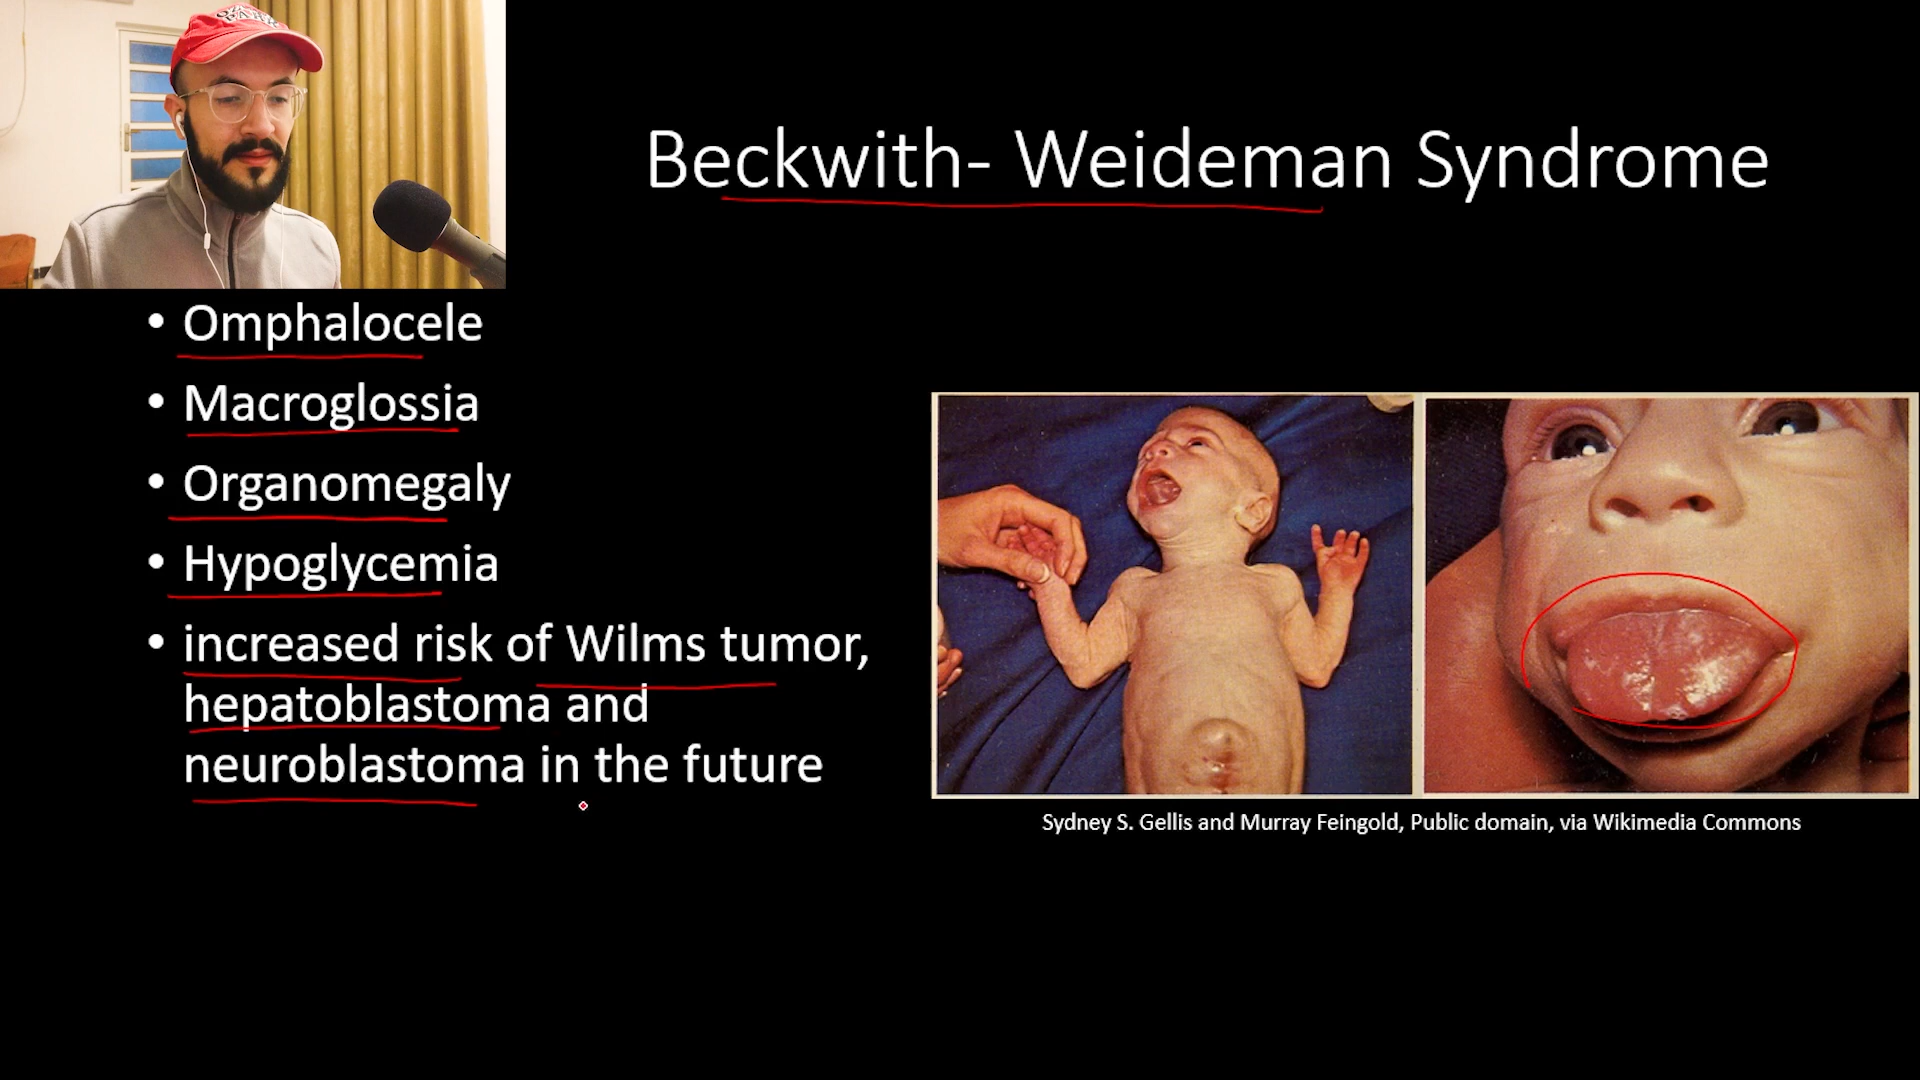 Beckwith- Weideman Syndrome
• Omphalocele
• Macroglossia
• Organomegaly
• Hypoglycemia
• increased risk of Wilms tumor,
hepatoblastoma and
neuroblastoma in the future
Sydney S. Gellis and Murray Feingold, Public domain, via Wikimedia Commons